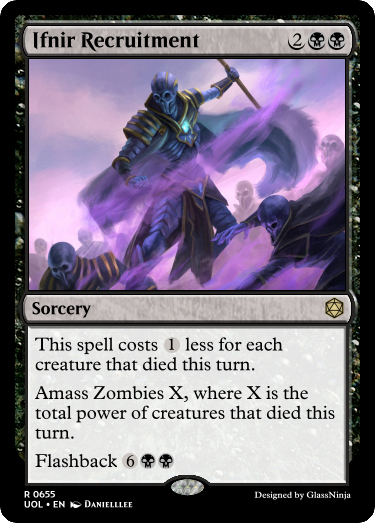 Ifnir Recruitment 2
Sorcery
This spell costs 1 less for each
creature that died this turn.
Amass Zombies X, where X is the
total power of creatures that died this
turn.
Flashback 6
R 0655
UOL • EN DANIELLLEE
Designed by GlassNinja